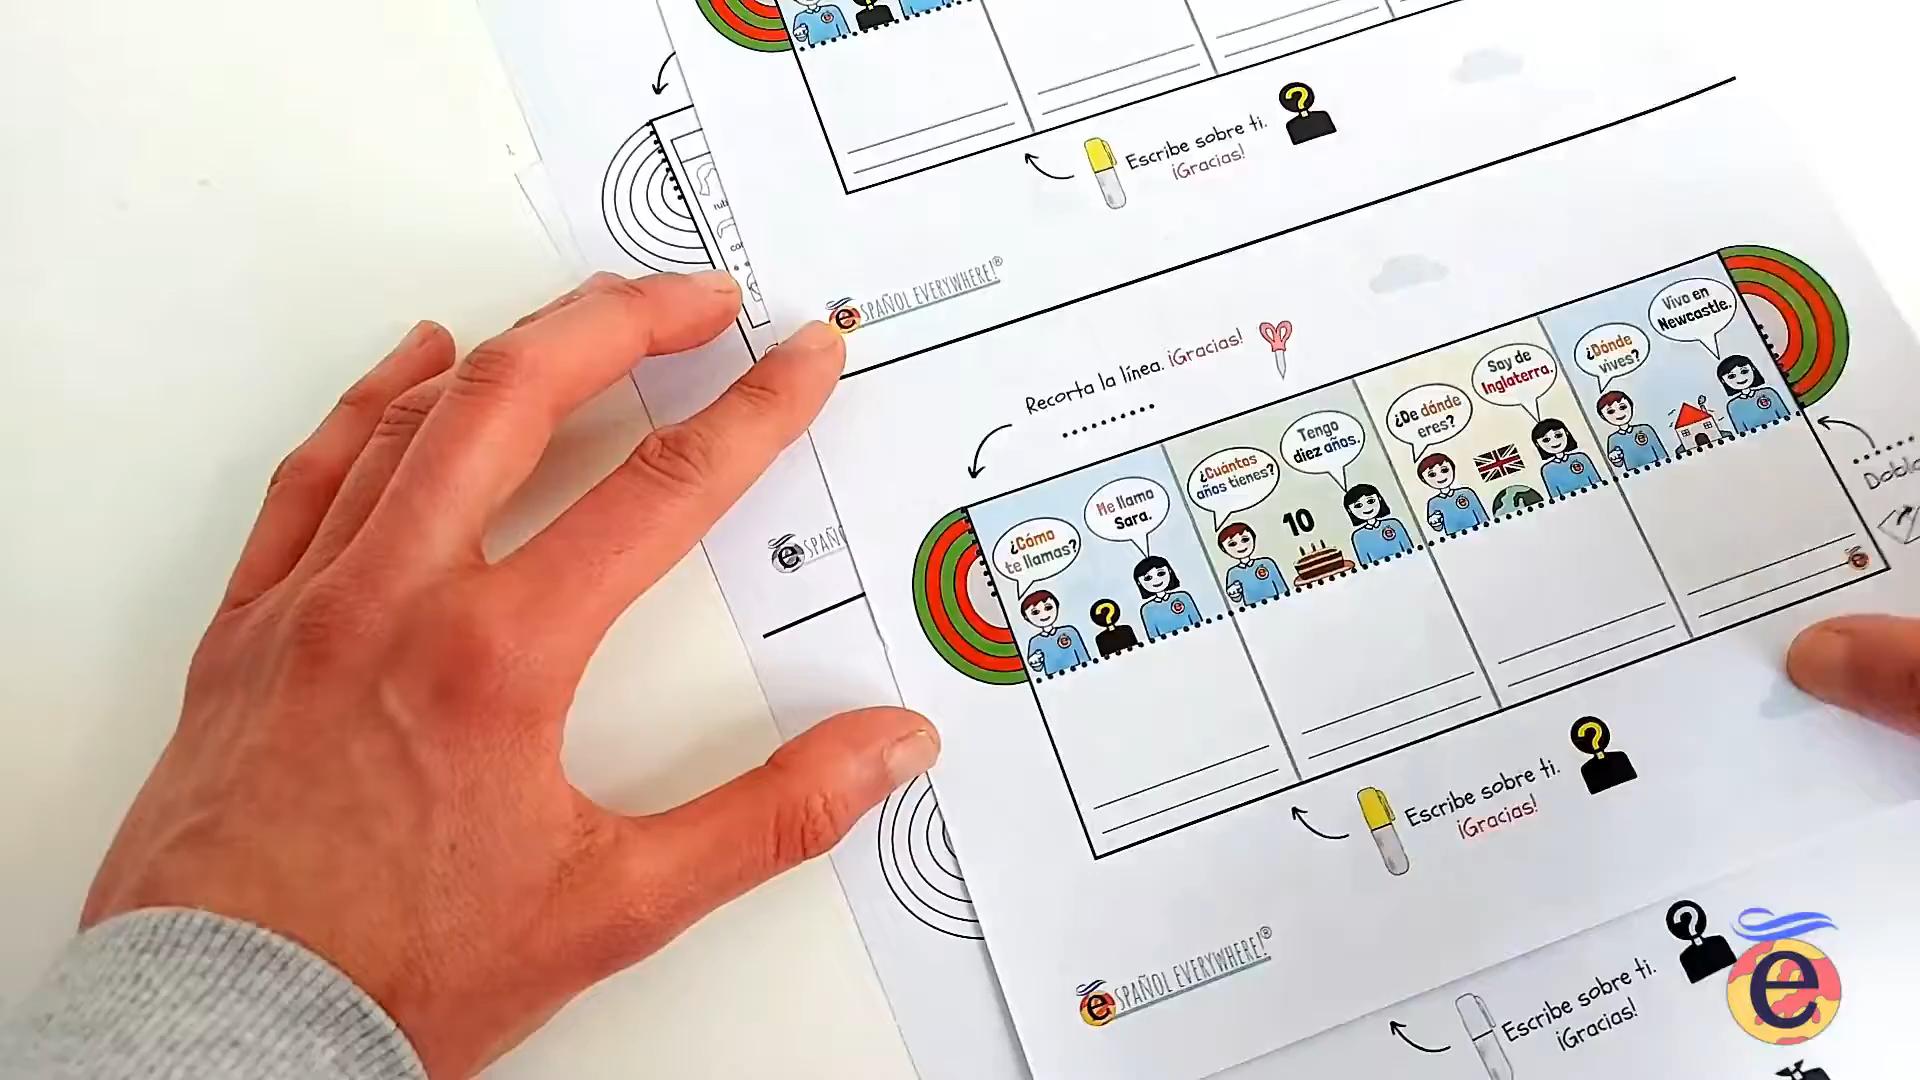 Escribe sobre ti.
¡Gracias!
ESPAÑOL EVERYWHERE!®
Recorta la línea. ¡Gracias!
¿Cómo
te llamas?
Me llamo
Sara.
¿Cuántos
años tienes?
Tengo
diez años.
10
¿De dónde
eres?
Soy de
Inglaterra.
¿Dónde
vives?
Vivo en
Newcastle.
Escribe sobre ti.
¡Gracias!
ESPAÑOL EVERYWHERE!®
Escribe sobre ti.
¡Gracias!